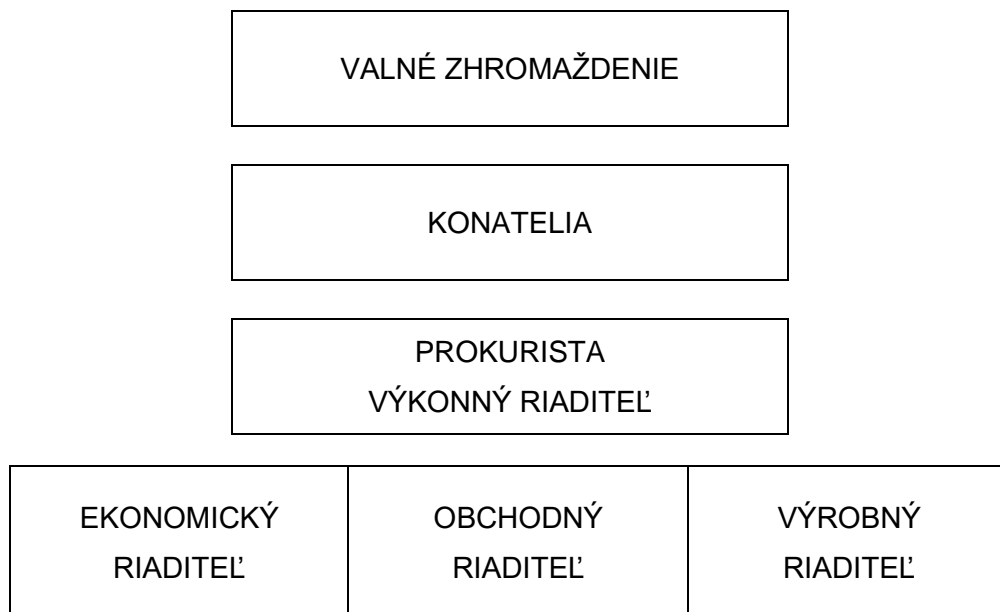 VALNÉ ZHROMAŽDENIE
KONATELIA
PROKURISTA
VÝKONNÝ RIADITEĽ
EKONOMICKÝ
RIADITEĽ
OBCHODNÝ
RIADITEĽ
VÝROBNÝ
RIADITEĽ